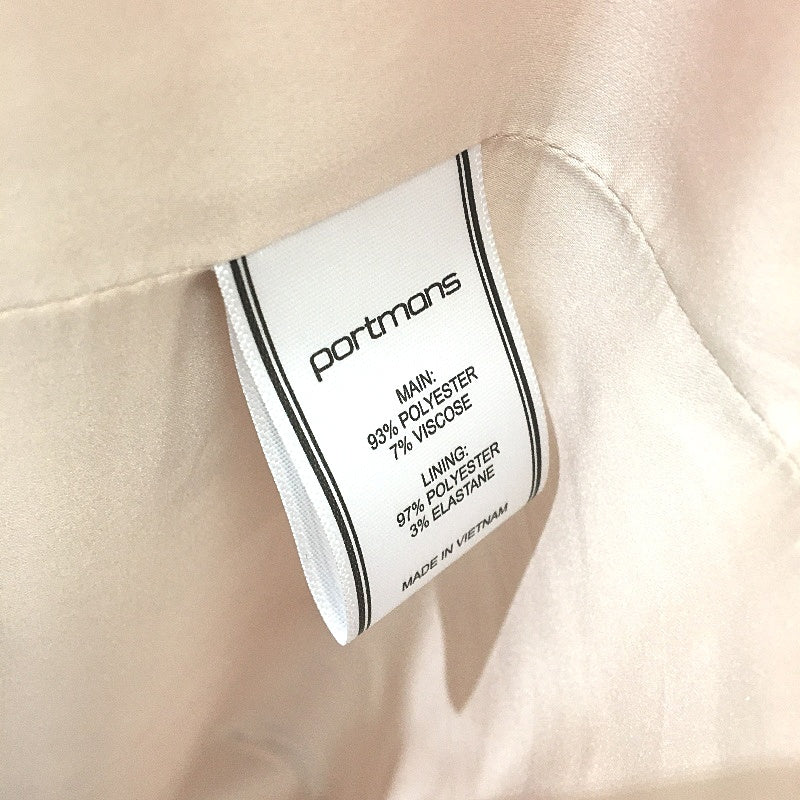 portmans
MAIN:
93% POLYESTER
7% VISCOSE
LINING:
97% POLYESTER
3% ELASTANE
MADE IN VIETNAM